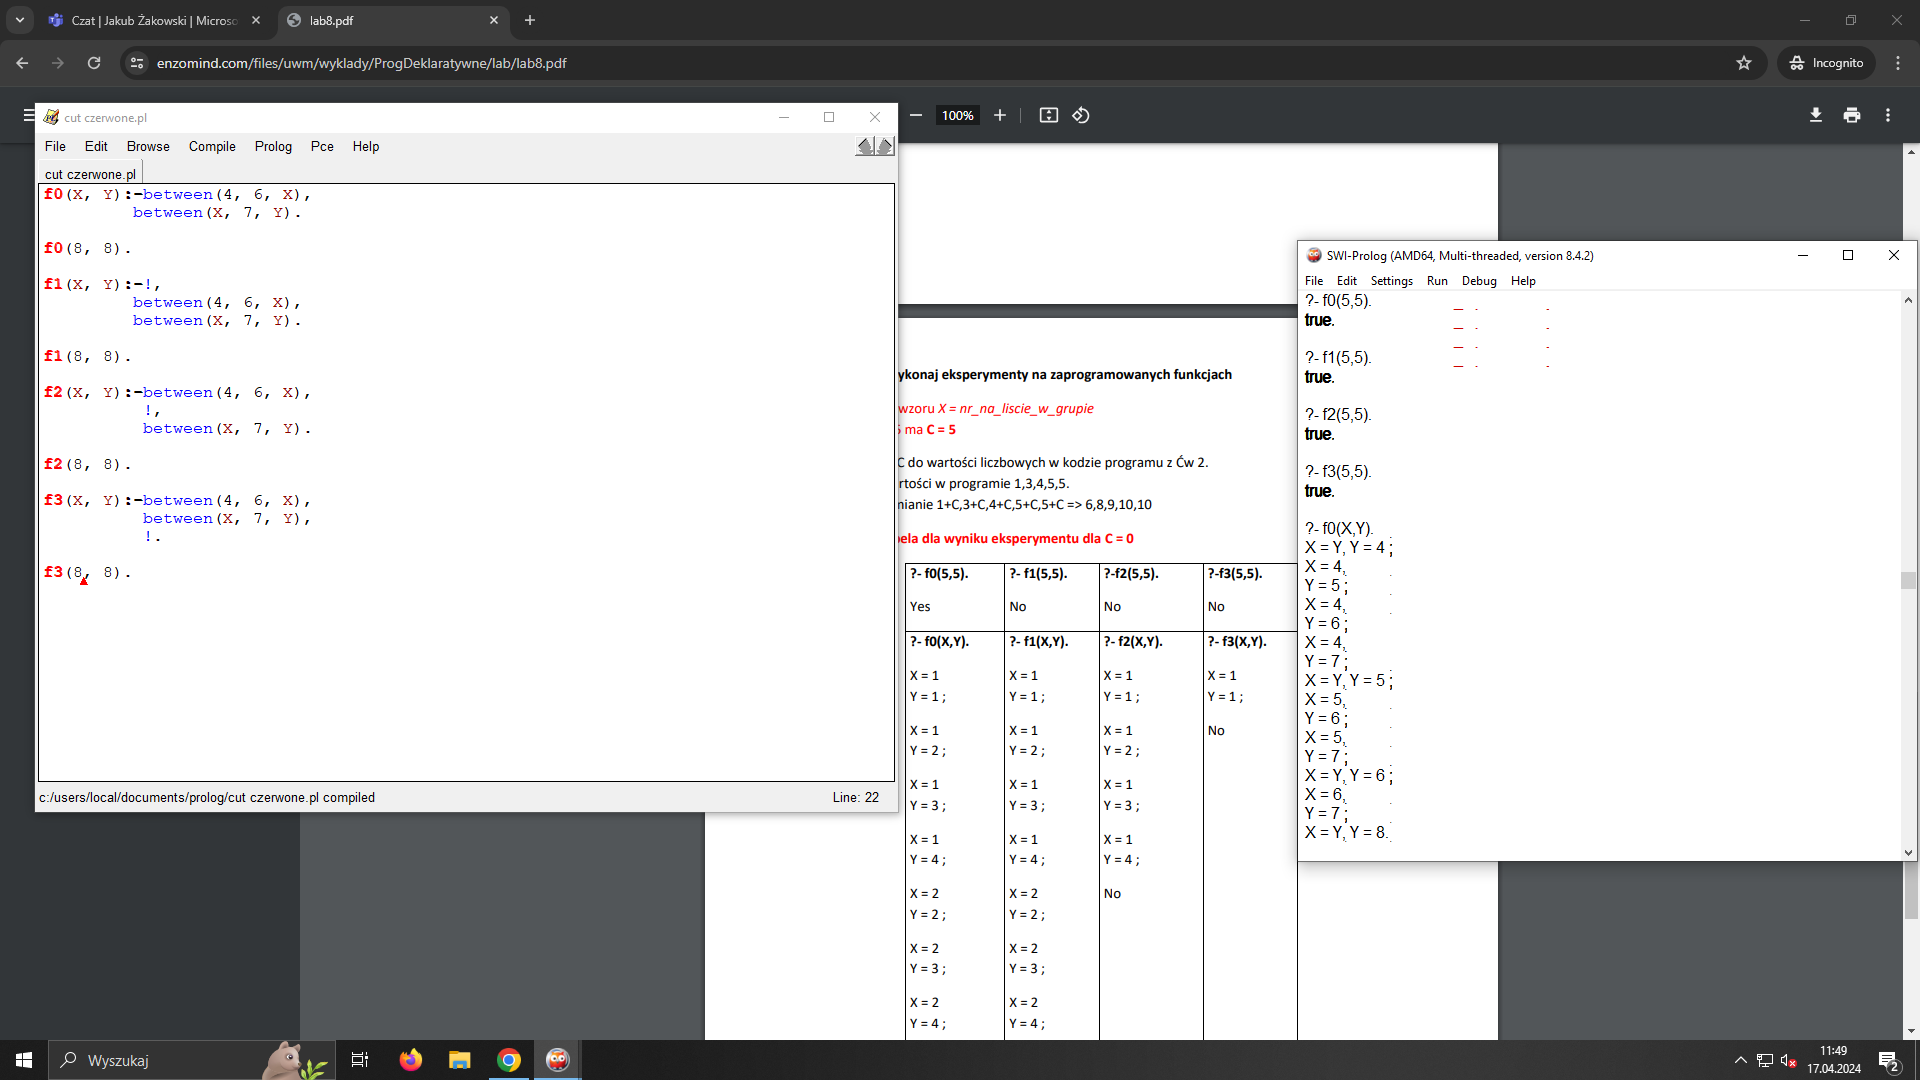 Czat | Jakub Żakowski | Microso
lab8.pdf
enzomind.com/files/uwm/wyklady/ProgDeklaratywne/lab/lab8.pdf
Incognito
100%
cut czerwone.pl
File Edit Browse Compile Prolog Pce Help
cut czerwone.pl
f0(X, Y):-between(4, 6, X),
between(X, 7, Y).
f0(8, 8).
f1(X, Y):-!,
between(4, 6, X),
between(X, 7, Y).
f1(8, 8).
f2(X, Y):-between(4, 6, X),
!,
between(X, 7, Y).
f2(8, 8).
f3(X, Y):-between(4, 6, X),
between(X, 7, Y),
!.
f3(8, 8).
c:/users/local/documents/prolog/cut czerwone.pl compiled
Line: 22
ykonaj eksperymenty na zaprogramowanych funkcjach
wzoru X = nr_na_liscie_w_grupie
ma C = 5
C do wartości liczbowych w kodzie programu z Ćw 2.
rtości w programie 1,3,4,5,5.
mianie 1+C,3+C,4+C,5+C,5+C => 6,8,9,10,10
bela dla wyniku eksperymentu dla C = 0
?- f0(5,5). ?- f1(5,5). ?-f2(5,5). ?-f3(5,5).
Yes No No No
?- f0(X,Y). ?- f1(X,Y). ?- f2(X,Y). ?- f3(X,Y).
X = 1 X = 1 X = 1 X = 1
Y = 1 ; Y = 1 ; Y = 1 ; Y = 1 ;
X = 1 X = 1 X = 1 No
Y = 2 ; Y = 2 ; Y = 2 ;
X = 1 X = 1 X = 1
Y = 3 ; Y = 3 ; Y = 3 ;
X = 1 X = 1 X = 1
Y = 4 ; Y = 4 ; Y = 4 ;
X = 2 X = 2 No
Y = 2 ; Y = 2 ;
X = 2 X = 2
Y = 3 ; Y = 3 ;
X = 2 X = 2
Y = 4 ; Y = 4 ;
SWI-Prolog (AMD64, Multi-threaded, version 8.4.2)
File Edit Settings Run Debug Help
?- f0(5,5).
true.
?- f1(5,5).
true.
?- f2(5,5).
true.
?- f3(5,5).
true.
?- f0(X,Y).
X = Y, Y = 4 ;
X = 4,
Y = 5 ;
X = 4,
Y = 6 ;
X = 4,
Y = 7 ;
X = Y, Y = 5 ;
X = 5,
Y = 6 ;
X = 5,
Y = 7 ;
X = Y, Y = 6 ;
X = 6,
Y = 7 ;
X = Y, Y = 8.
Wyszukaj
11:49
17.04.2024
2